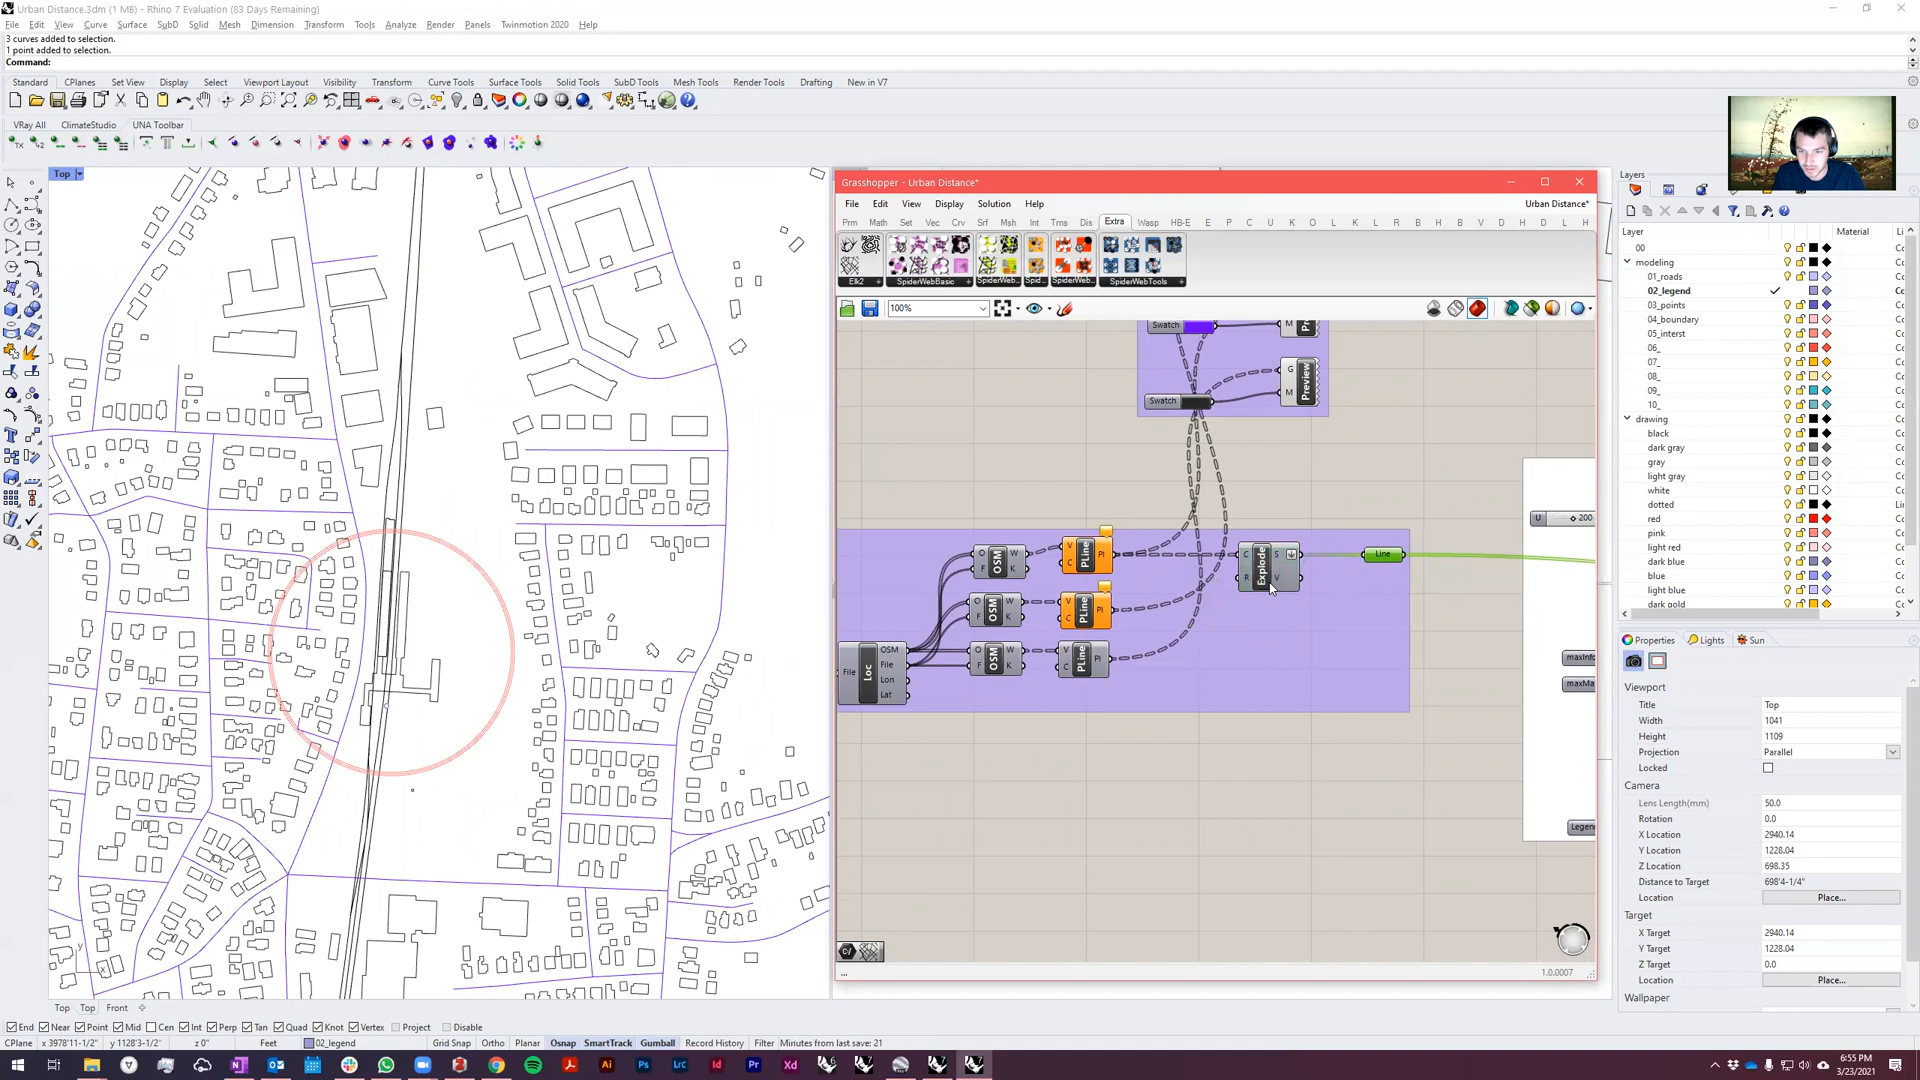 Urban Distance.3dm (1 MB) - Rhino 7 Evaluation (83 Days Remaining)
File Edit View Curve Surface SubD Solid Mesh Dimension Transform Tools Analyze Render Panels Twinmotion 2020 Help
3 curves added to selection.
1 point added to selection.
Command:
Standard CPlanes Set View Display Select Viewport Layout Visibility Transform Curve Tools Surface Tools Solid Tools SubD Tools Mesh Tools Render Tools Drafting New in V7
VRay All ClimateStudio UNA Toolbar
Top
Grasshopper - Urban Distance*
File Edit View Display Solution Help Urban Distance*
Prm Math Set Vec Crv Srf Msh Int Trns Dis Extra Wasp HB-E E P C U K O L K L E B V D H D L
Elk2 SpiderWebBasic SpiderWeb... Spid... SpiderWeb... SpiderWebTools
100%
Swatch M Pr
G
Swatch M Preview
U 200
O W V PI C S Line
OSM PLine Explode
F K C R V
O W V PI
OSM PLine
F K C
OSM O W V PI
File File OSM PLine
Loc F K C
Lon
Lat
maxInfo
maxMa
Legen
... 1.0.0007
Layers
Layer Material Li
00
modeling
01_roads
02_legend
03_points
04_boundary
05_interst
06_
07_
08_
09_
10_
drawing
black
dark gray
gray
light gray
white
dotted
red
pink
light red
dark blue
blue
light blue
dark gold
Properties Lights Sun
Viewport
Title Top
Width 1041
Height 1109
Projection Parallel
Locked
Camera
Lens Length(mm) 50.0
Rotation 0.0
X Location 2940.14
Y Location 1228.04
Z Location 698.35
Distance to Target 698'4-1/4"
Location Place...
Target
X Target 2940.14
Y Target 1228.04
Z Target 0.0
Location Place...
Wallpaper
y
x
Top Top Front
End Near Point Mid Cen Int Perp Tan Quad Knot Vertex Project Disable
CPlane x 3978'11-1/2" y 1128'3-1/2" z 0" Feet 02_legend Grid Snap Ortho Planar Osnap SmartTrack Gumball Record History Filter Minutes from last save: 21
6:55 PM
3/23/2021